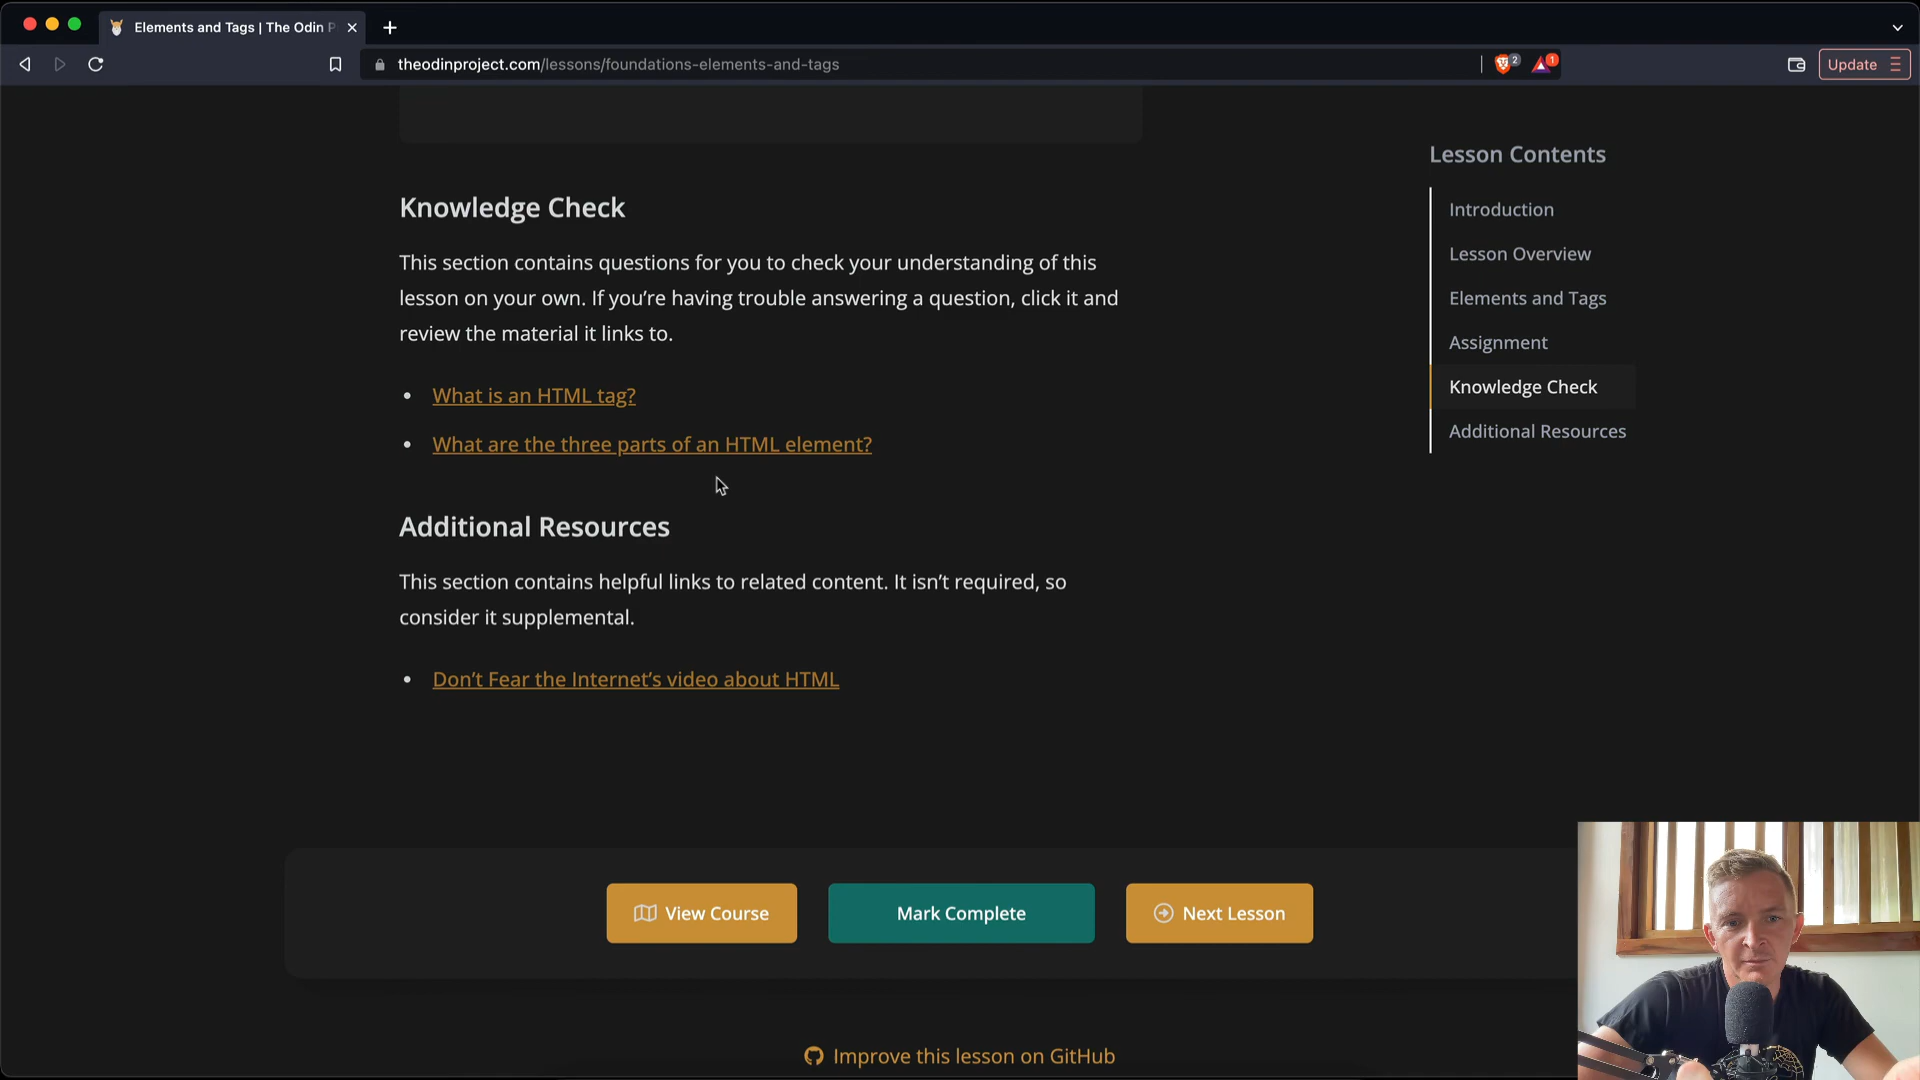 Elements and Tags | The Odin P
theodinproject.com/lessons/foundations-elements-and-tags
2
1
Update
Lesson Contents
Introduction
Lesson Overview
Elements and Tags
Assignment
Knowledge Check
Additional Resources
Knowledge Check
This section contains questions for you to check your understanding of this
lesson on your own. If you’re having trouble answering a question, click it and
review the material it links to.
• What is an HTML tag?
• What are the three parts of an HTML element?
Additional Resources
This section contains helpful links to related content. It isn’t required, so
consider it supplemental.
• Don’t Fear the Internet’s video about HTML
View Course
Mark Complete
Next Lesson
Improve this lesson on GitHub